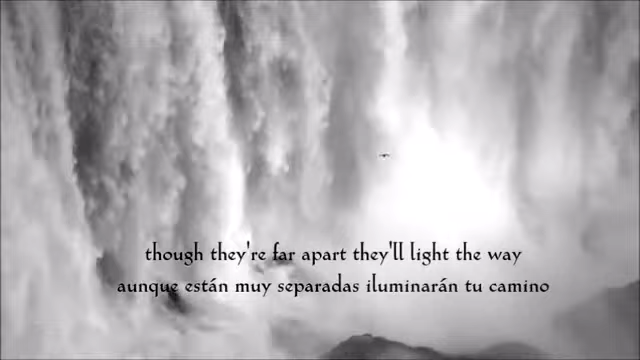 though they're far apart they'll light the way
aunque están muy separadas iluminarán tu camino